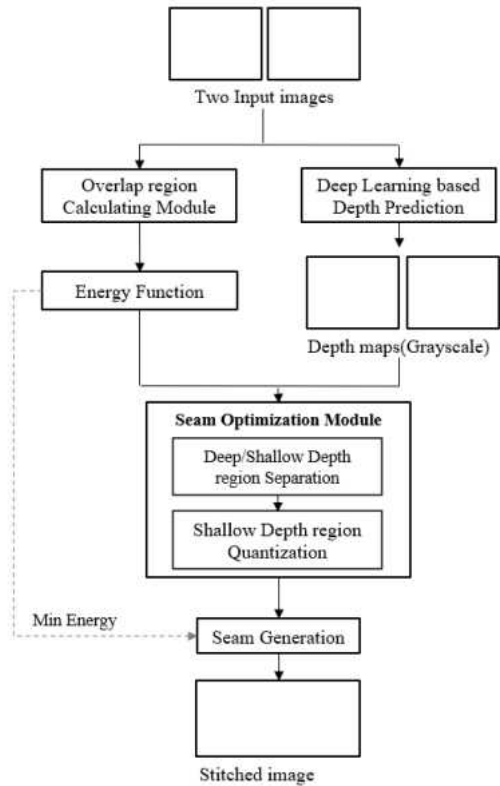 Two Input images
Overlap region
Calculating Module
Deep Learning based
Depth Prediction
Energy Function
Depth maps(Grayscale)
Seam Optimization Module
Deep/Shallow Depth
region Separation
Shallow Depth region
Quantization
Min Energy
Seam Generation
Stitched image